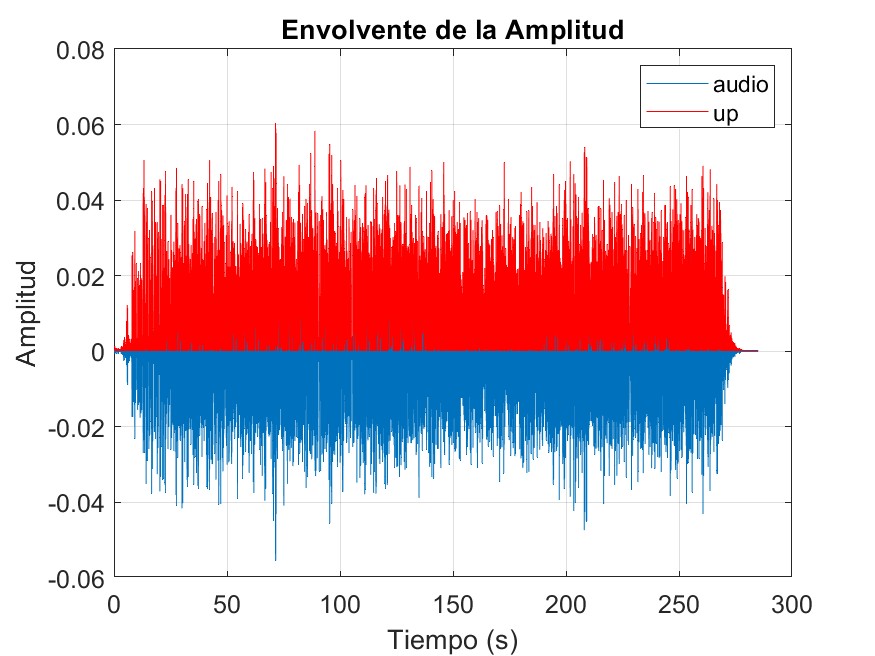 Envolvente de la Amplitud
audio
up
0.08
0.06
0.04
0.02
0
-0.02
-0.04
-0.06
Amplitud
0 50 100 150 200 250 300
Tiempo (s)